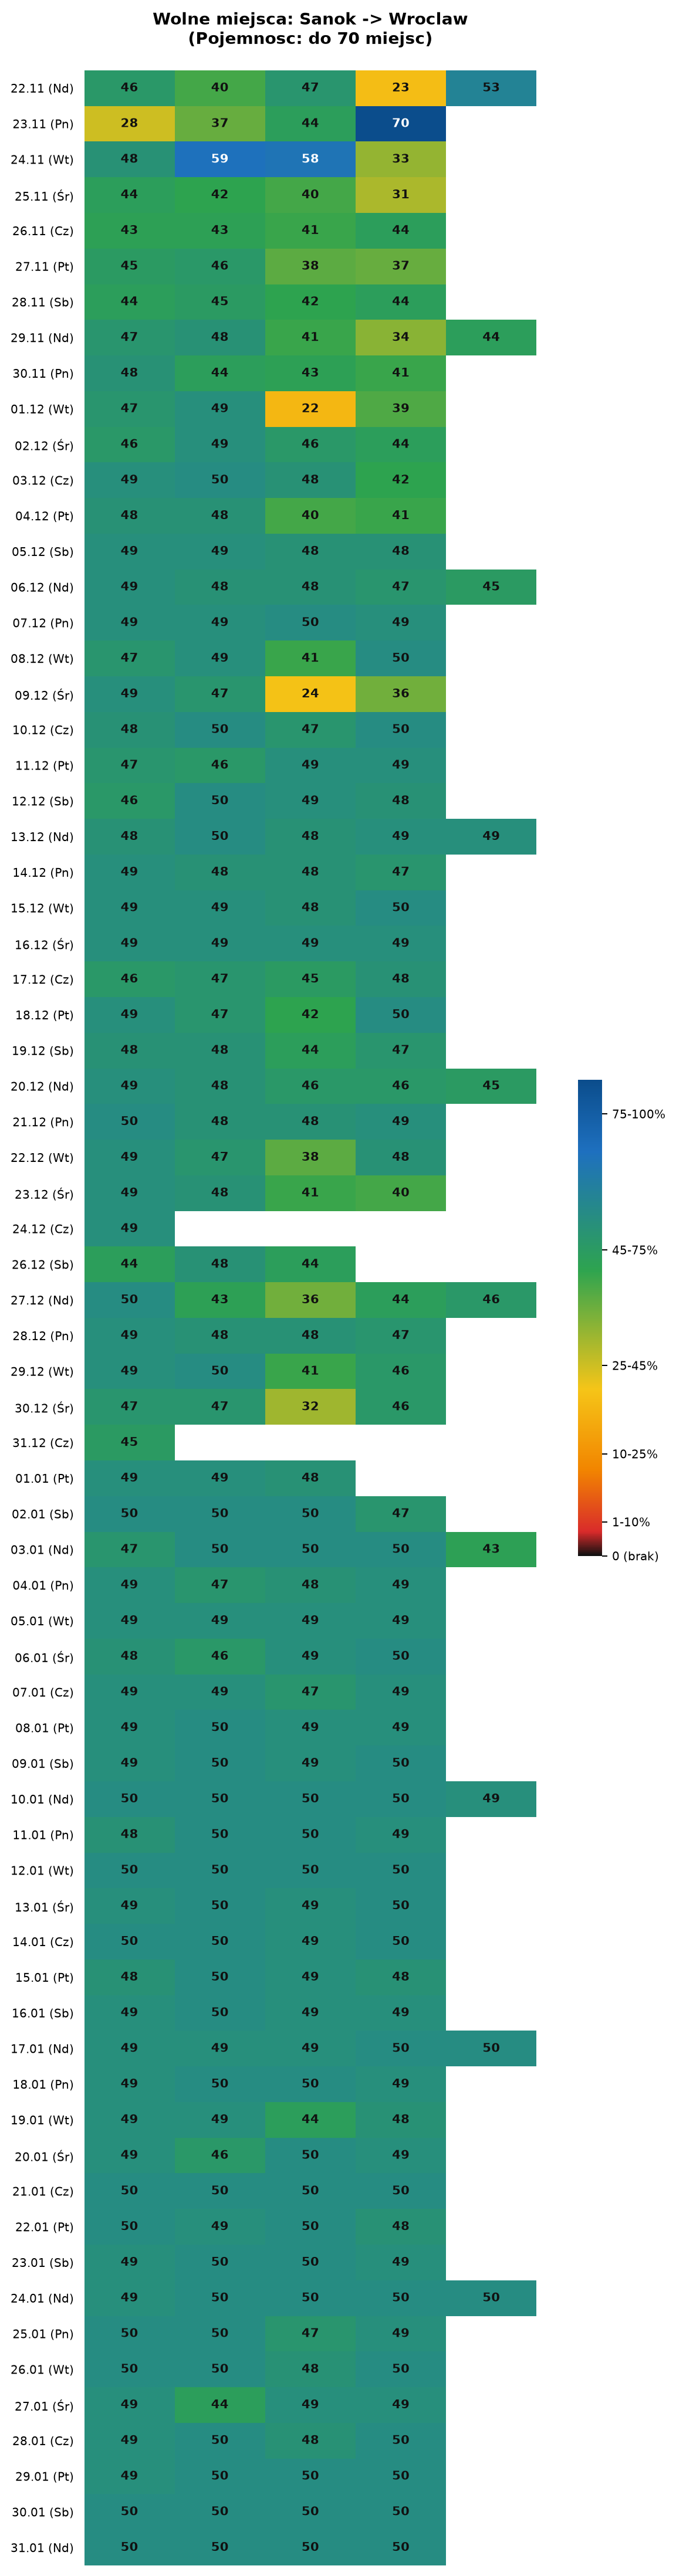 Wolne miejsca: Sanok -> Wroclaw
(Pojemnosc: do 70 miejsc)
22.11 (Nd) 46 40 47 23 53
23.11 (Pn) 28 37 44 70
24.11 (Wt) 48 59 58 33
25.11 (Śr) 44 42 40 31
26.11 (Cz) 43 43 41 44
27.11 (Pt) 45 46 38 37
28.11 (Sb) 44 45 42 44
29.11 (Nd) 47 48 41 34 44
30.11 (Pn) 48 44 43 41
01.12 (Wt) 47 49 22 39
02.12 (Śr) 46 49 46 44
03.12 (Cz) 49 50 48 42
04.12 (Pt) 48 48 40 41
05.12 (Sb) 49 49 48 48
06.12 (Nd) 49 48 48 47 45
07.12 (Pn) 49 49 50 49
08.12 (Wt) 47 49 41 50
09.12 (Śr) 49 47 24 36
10.12 (Cz) 48 50 47 50
11.12 (Pt) 47 46 49 49
12.12 (Sb) 46 50 49 48
13.12 (Nd) 48 50 48 49 49
14.12 (Pn) 49 48 48 47
15.12 (Wt) 49 49 48 50
16.12 (Śr) 49 49 49 49
17.12 (Cz) 46 47 45 48
18.12 (Pt) 49 47 42 50
19.12 (Sb) 48 48 44 47
20.12 (Nd) 49 48 46 46 45
21.12 (Pn) 50 48 48 49
22.12 (Wt) 49 47 38 48
23.12 (Śr) 49 48 41 40
24.12 (Cz) 49
26.12 (Sb) 44 48 44
27.12 (Nd) 50 43 36 44 46
28.12 (Pn) 49 48 48 47
29.12 (Wt) 49 50 41 46
30.12 (Śr) 47 47 32 46
31.12 (Cz) 45
01.01 (Pt) 49 49 48
02.01 (Sb) 50 50 50 47
03.01 (Nd) 47 50 50 50 43
04.01 (Pn) 49 47 48 49
05.01 (Wt) 49 49 49 49
06.01 (Śr) 48 46 49 50
07.01 (Cz) 49 49 47 49
08.01 (Pt) 49 50 49 49
09.01 (Sb) 49 50 49 50
10.01 (Nd) 50 50 50 50 49
11.01 (Pn) 48 50 50 49
12.01 (Wt) 50 50 50 50
13.01 (Śr) 49 50 49 50
14.01 (Cz) 50 50 49 50
15.01 (Pt) 48 50 49 48
16.01 (Sb) 49 50 49 49
17.01 (Nd) 49 49 49 50 50
18.01 (Pn) 49 50 50 49
19.01 (Wt) 49 49 44 48
20.01 (Śr) 49 46 50 49
21.01 (Cz) 50 50 50 50
22.01 (Pt) 50 49 50 48
23.01 (Sb) 49 50 50 49
24.01 (Nd) 49 50 50 50 50
25.01 (Pn) 50 50 47 49
26.01 (Wt) 50 50 48 50
27.01 (Śr) 49 44 49 49
28.01 (Cz) 49 50 48 50
29.01 (Pt) 49 50 50 50
30.01 (Sb) 50 50 50 50
31.01 (Nd) 50 50 50 50
75-100%
45-75%
25-45%
10-25%
1-10%
0 (brak)